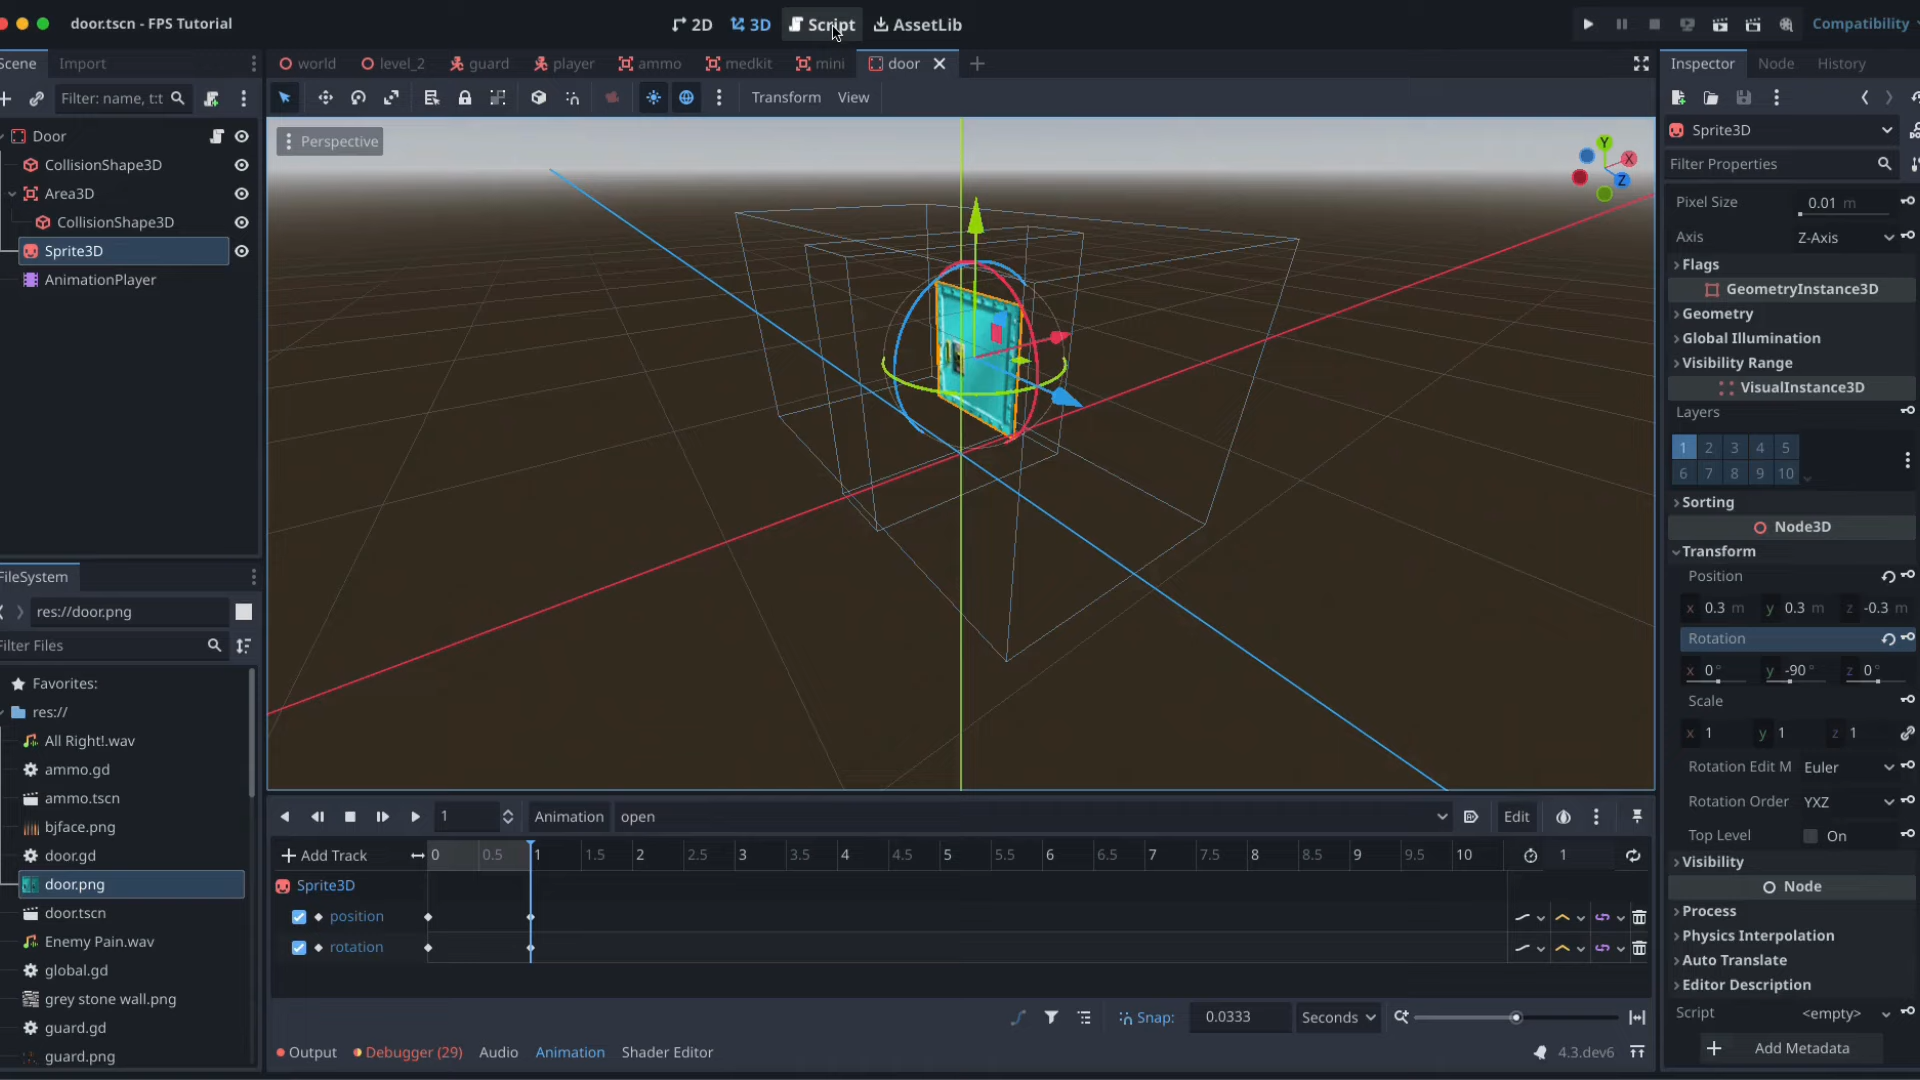 door.tscn - FPS Tutorial
2D
3D
Script
AssetLib
Compatibility
Scene
Import
world
level_2
guard
player
ammo
medkit
mini
door
Inspector
Node
History
Filter: name, t:t
Transform
View
Door
CollisionShape3D
Area3D
CollisionShape3D
Sprite3D
AnimationPlayer
Perspective
Y
X
Z
Sprite3D
Filter Properties
Pixel Size
0.01 m
Axis
Z-Axis
Flags
GeometryInstance3D
Geometry
Global Illumination
Visibility Range
VisualInstance3D
Layers
1 2 3 4 5
6 7 8 9 10
Sorting
Node3D
Transform
Position
x 0.3 m y 0.3 m z -0.3 m
Rotation
x 0° y -90° z 0°
Scale
x 1 y 1 z 1
Rotation Edit M Euler
Rotation Order YXZ
Top Level On
Visibility
Node
Process
Physics Interpolation
Auto Translate
Editor Description
Script <empty>
Add Metadata
FileSystem
res://door.png
Filter Files
Favorites:
res://
All Right!.wav
ammo.gd
ammo.tscn
bjface.png
door.gd
door.png
door.tscn
Enemy Pain.wav
global.gd
grey stone wall.png
guard.gd
guard.png
1
Animation
open
Edit
Add Track
0 0.5 1 1.5 2 2.5 3 3.5 4 4.5 5 5.5 6 6.5 7 7.5 8 8.5 9 9.5 10
1
Sprite3D
position
rotation
Snap:
0.0333
Seconds
Output
Debugger (29)
Audio
Animation
Shader Editor
4.3.dev6